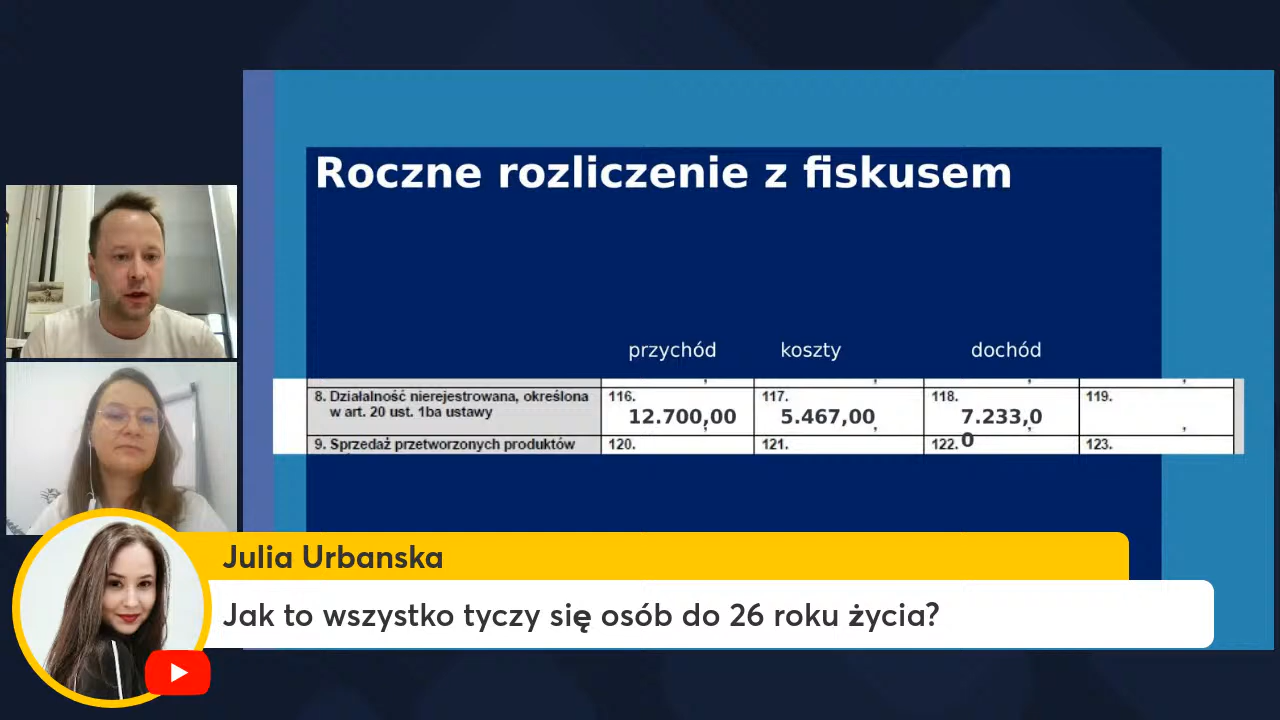 Roczne rozliczenie z fiskusem
przychód koszty dochód
8. Działalność nierejestrowana, określona w art. 20 ust. 1ba ustawy 116. 12.700,00 117. 5.467,00 118. 7.233,00 119.
9. Sprzedaż przetworzonych produktów 120. 121. 122. 123.
Julia Urbanska
Jak to wszystko tyczy się osób do 26 roku życia?